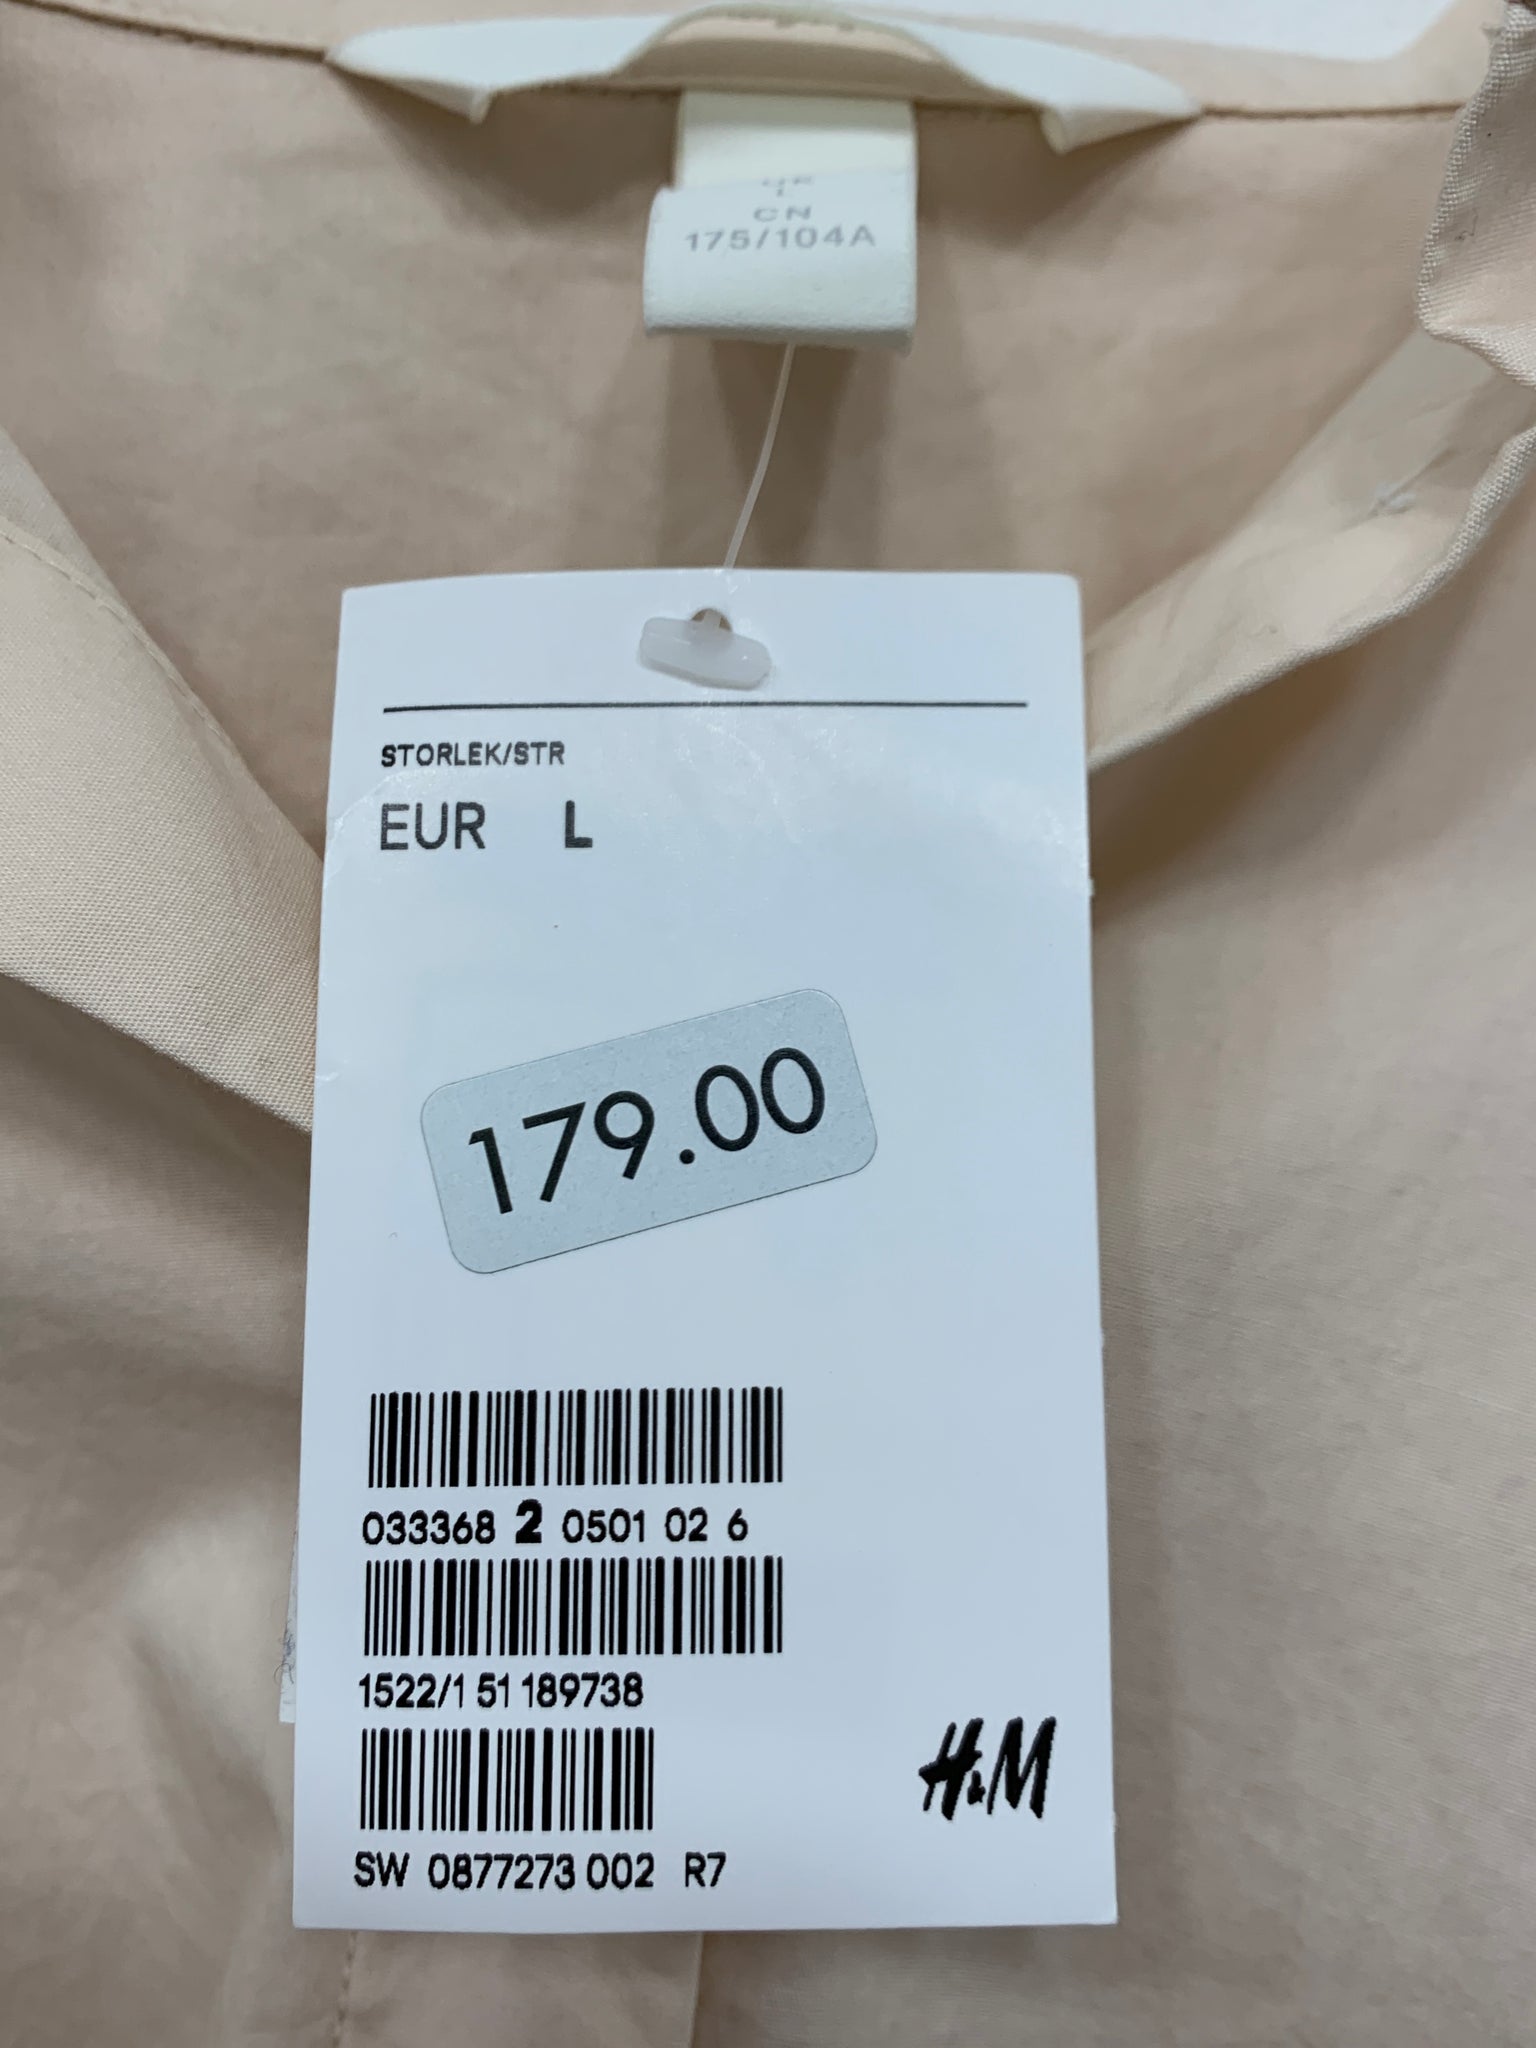 CN
175/104A
STORLEK/STR
EUR L
179.00
033368 2 0501 02 6
1522/1 51 189738
H&M
SW 0877273 002 R7